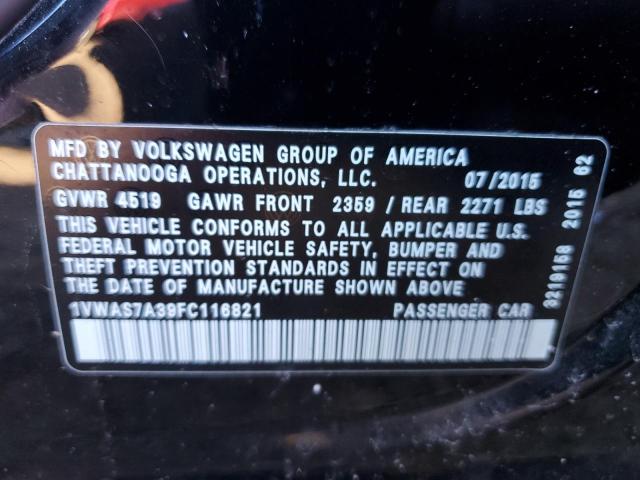 MFD BY VOLKSWAGEN GROUP OF AMERICA
CHATTANOOGA OPERATIONS, LLC. 07/2015
GVWR 4519 GAWR FRONT 2359 / REAR 2271 LBS
THIS VEHICLE CONFORMS TO ALL APPLICABLE U.S.
FEDERAL MOTOR VEHICLE SAFETY, BUMPER AND
THEFT PREVENTION STANDARDS IN EFFECT ON
THE DATE OF MANUFACTURE SHOWN ABOVE
1VWAS7A39FC116821 PASSENGER CAR
3210158 2015 62